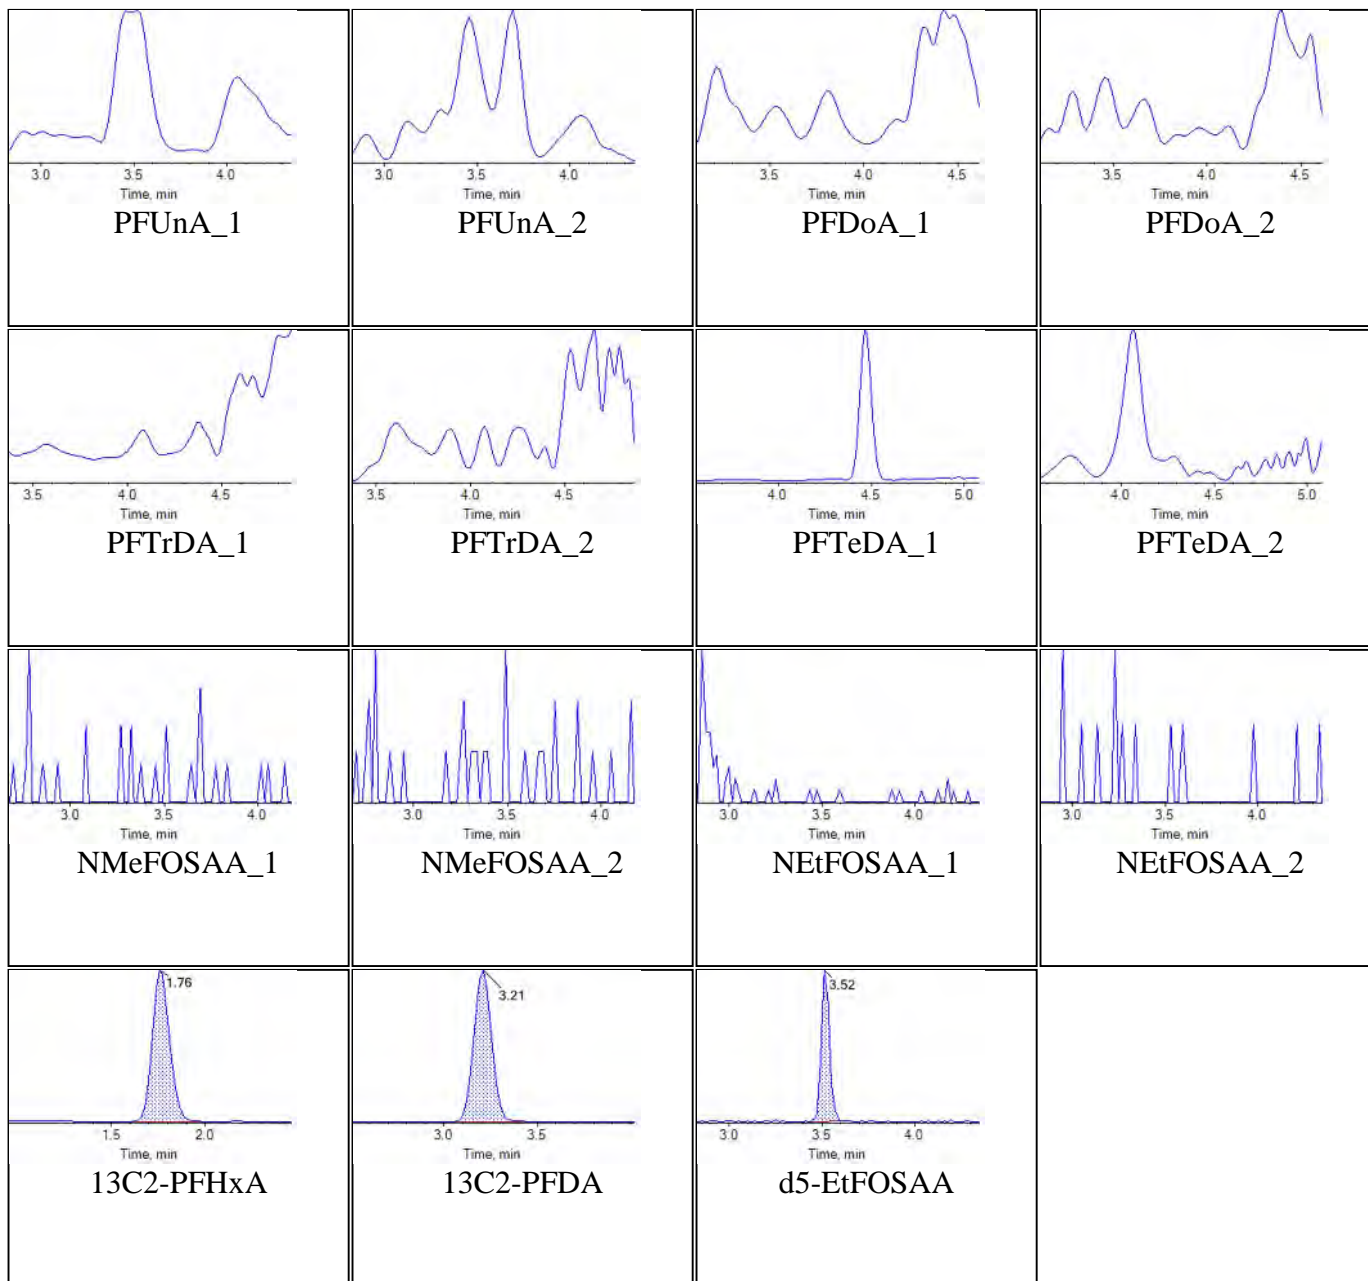 3.0 3.5 4.0
Time, min
PFUnA_1
3.0 3.5 4.0
Time, min
PFUnA_2
3.5 4.0 4.5
Time, min
PFDoA_1
3.5 4.0 4.5
Time, min
PFDoA_2
3.5 4.0 4.5
Time, min
PFTrDA_1
3.5 4.0 4.5
Time, min
PFTrDA_2
4.0 4.5 5.0
Time, min
PFTeDA_1
4.0 4.5 5.0
Time, min
PFTeDA_2
3.0 3.5 4.0
Time, min
NMeFOSAA_1
3.0 3.5 4.0
Time, min
NMeFOSAA_2
3.0 3.5 4.0
Time, min
NEtFOSAA_1
3.0 3.5 4.0
Time, min
NEtFOSAA_2
1.76
1.5 2.0
Time, min
13C2-PFHxA
3.21
3.0 3.5
Time, min
13C2-PFDA
3.52
3.0 3.5 4.0
Time, min
d5-EtFOSAA